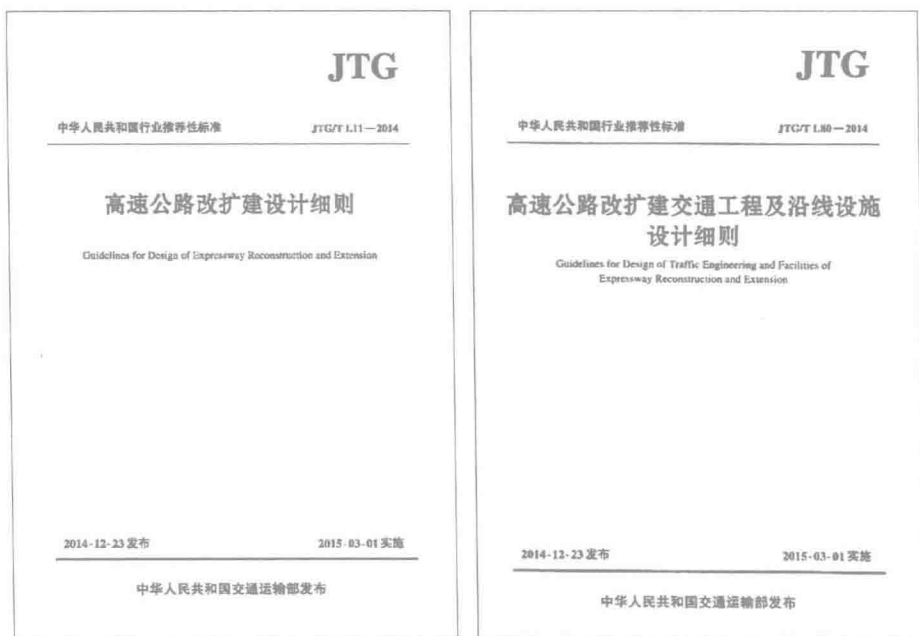 JTG
中华人民共和国行业推荐性标准
JTG/T L11—2014
高速公路改扩建设计细则
Guidelines for Design of Expressway Reconstruction and Extension
2014-12-23 发布
2015-03-01 实施
中华人民共和国交通运输部发布
JTG
中华人民共和国行业推荐性标准
JTG/T L80—2014
高速公路改扩建交通工程及沿线设施
设计细则
Guidelines for Design of Traffic Engineering and Facilities of
Expressway Reconstruction and Extension
2014-12-23 发布
2015-03-01 实施
中华人民共和国交通运输部发布